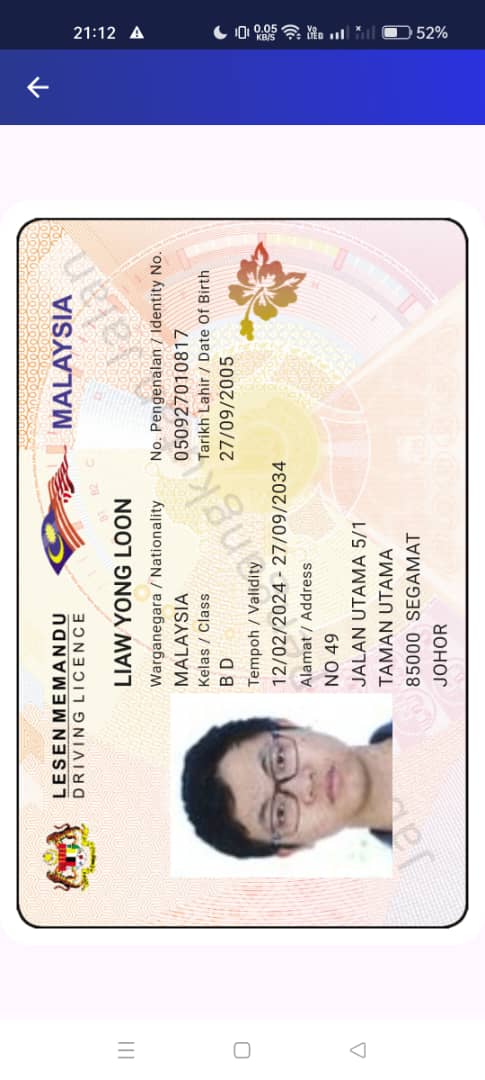 21:12
0.05 KB/S
Vo LTED
52%
LESEN MEMANDU
DRIVING LICENCE
MALAYSIA
LIAW YONG LOON
Warganegara / Nationality
No. Pengenalan / Identity No.
MALAYSIA
050927010817
Kelas / Class
Tarikh Lahir / Date Of Birth
B D
27/09/2005
Tempoh / Validity
12/02/2024 - 27/09/2034
Alamat / Address
NO 49
JALAN UTAMA 5/1
TAMAN UTAMA
85000 SEGAMAT
JOHOR